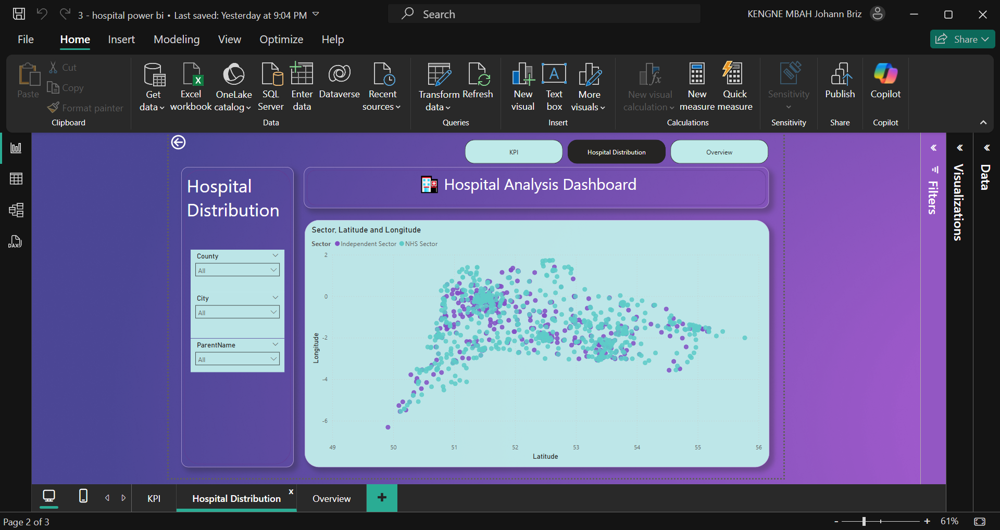 3 - hospital power bi • Last saved: Yesterday at 9:04 PM
Search
KENGNE MBAH Johann Briz
File Home Insert Modeling View Optimize Help
Share
Paste
Cut
Copy
Format painter
Clipboard
Get data
Excel workbook
OneLake catalog
SQL Server
Enter data
Dataverse
Recent sources
Data
Transform data
Refresh
Queries
New visual
Text box
More visuals
Insert
New visual calculation
New measure
Quick measure
Calculations
Sensitivity
Sensitivity
Publish
Share
Copilot
Copilot
KPI
Hospital Distribution
Overview
Hospital
Distribution
Hospital Analysis Dashboard
County
All
City
All
ParentName
All
Sector, Latitude and Longitude
Sector Independent Sector NHS Sector
2
0
-2
-4
-6
Longitude
49 50 51 52 53 54 55 56
Latitude
Filters
Visualizations
Data
DAX
KPI
Hospital Distribution x
Overview
+
Page 2 of 3
- + 61%